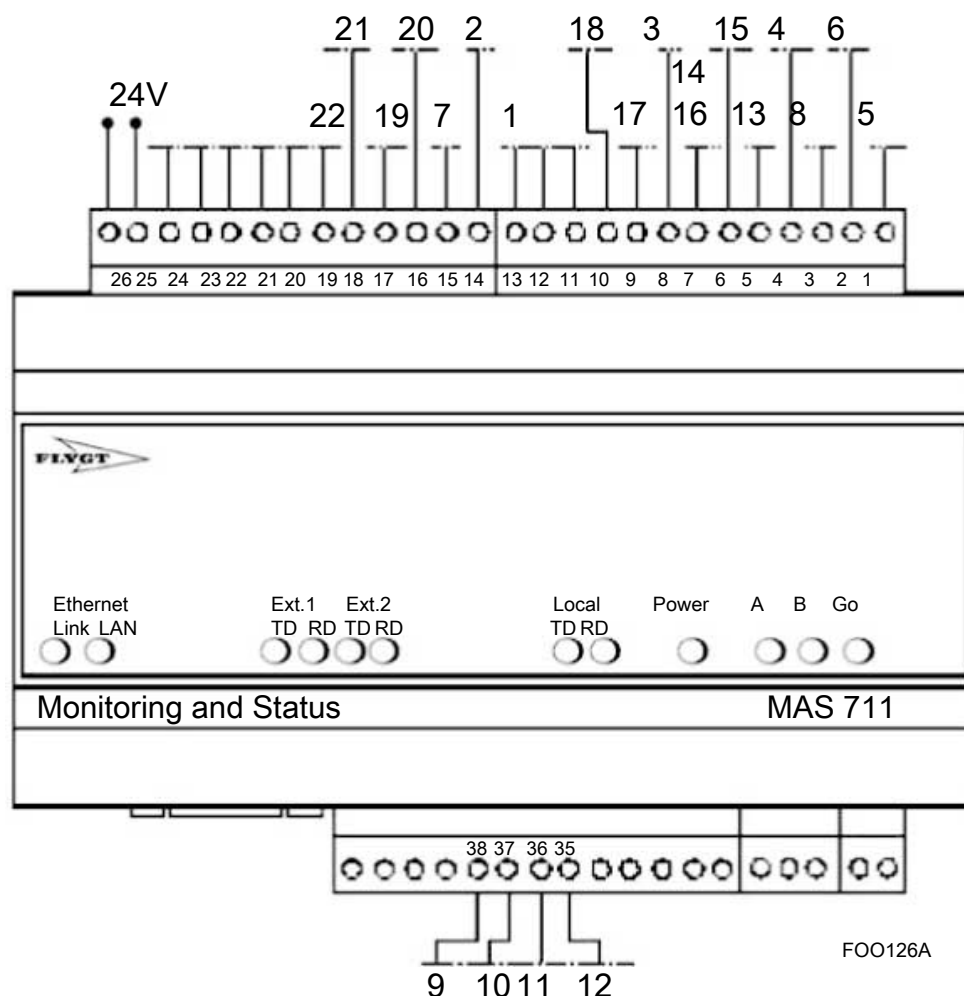 21 20 2 18 3 15 4 6
14
24V 22 19 7 1 17 16 13 8 5
26 25 24 23 22 21 20 19 18 17 16 15 14 13 12 11 10 9 8 7 6 5 4 3 2 1
FLYGT
Ethernet Ext.1 Ext.2 Local Power A B Go
Link LAN TD RD TD RD TD RD
Monitoring and Status MAS 711
38 37 36 35
FOO126A
9 10 11 12